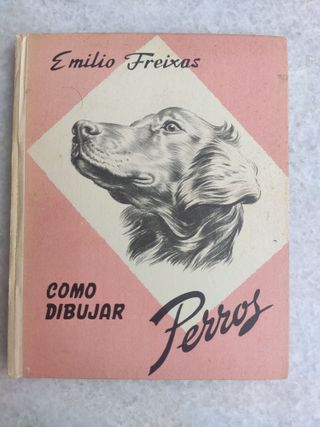 Emilio Freixas
COMO
DIBUJAR
Perros